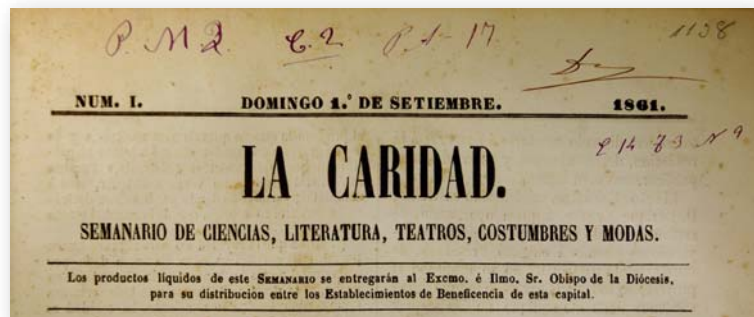 P. M 2. C. 2 P. 1-17 1138
NUM. I. DOMINGO 1.º DE SETIEMBRE. 1861.
LA CARIDAD.
SEMANARIO DE CIENCIAS, LITERATURA, TEATROS, COSTUMBRES Y MODAS.
Los productos líquidos de este SEMANARIO se entregarán al Excmo. é Ilmo. Sr. Obispo de la Diócesis,
para su distribucion entre los Establecimientos de Beneficencia de esta capital.